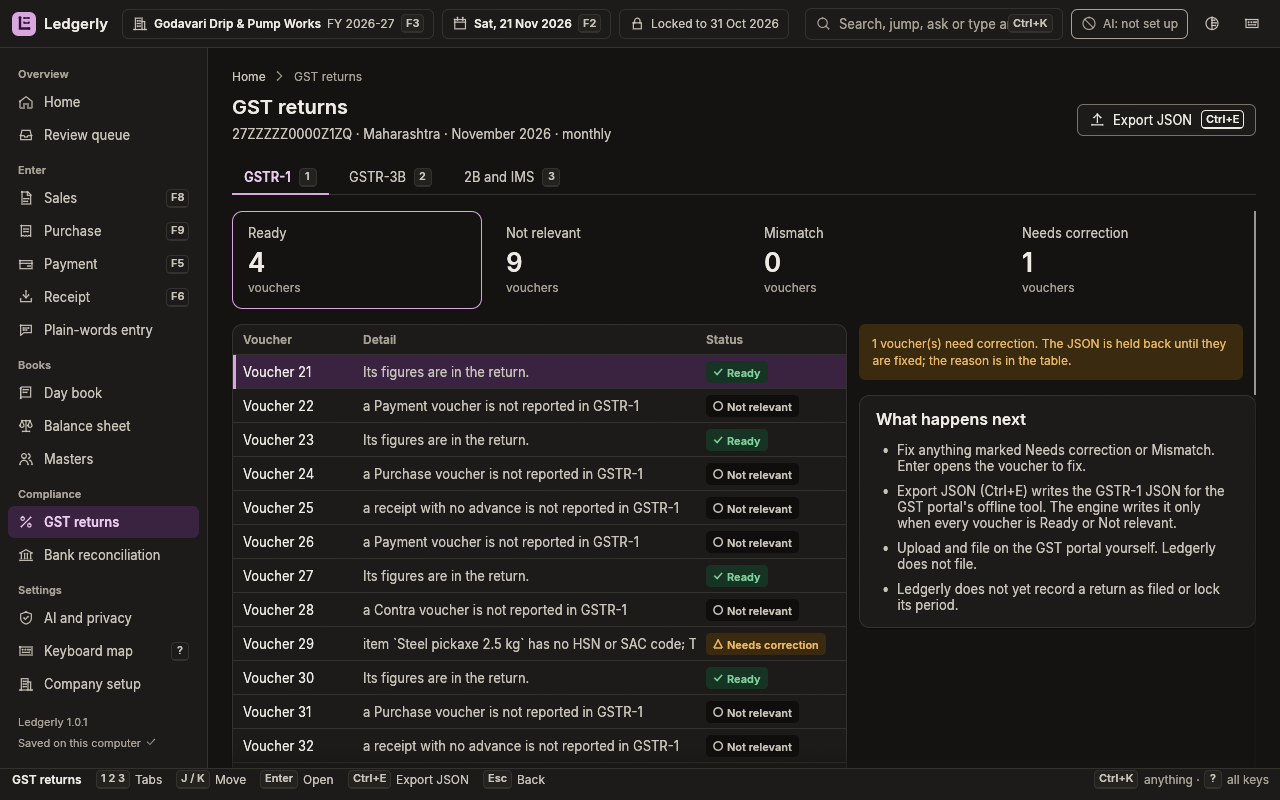 Ledgerly
Godavari Drip & Pump Works FY 2026-27 F3
Sat, 21 Nov 2026 F2
Locked to 31 Oct 2026
Search, jump, ask or type a Ctrl+K
AI: not set up
Overview
Home
Review queue
Enter
Sales F8
Purchase F9
Payment F5
Receipt F6
Plain-words entry
Books
Day book
Balance sheet
Masters
Compliance
GST returns
Bank reconciliation
Settings
AI and privacy
Keyboard map ?
Company setup
Ledgerly 1.0.1
Saved on this computer
Home GST returns
GST returns
27ZZZZZ0000Z1ZQ · Maharashtra · November 2026 · monthly
Export JSON Ctrl+E
GSTR-1 1 GSTR-3B 2 2B and IMS 3
Ready
4
vouchers
Not relevant
9
vouchers
Mismatch
0
vouchers
Needs correction
1
vouchers
Voucher Detail Status
Voucher 21 Its figures are in the return. Ready
Voucher 22 a Payment voucher is not reported in GSTR-1 Not relevant
Voucher 23 Its figures are in the return. Ready
Voucher 24 a Purchase voucher is not reported in GSTR-1 Not relevant
Voucher 25 a receipt with no advance is not reported in GSTR-1 Not relevant
Voucher 26 a Payment voucher is not reported in GSTR-1 Not relevant
Voucher 27 Its figures are in the return. Ready
Voucher 28 a Contra voucher is not reported in GSTR-1 Not relevant
Voucher 29 item `Steel pickaxe 2.5 kg` has no HSN or SAC code; T Needs correction
Voucher 30 Its figures are in the return. Ready
Voucher 31 a Purchase voucher is not reported in GSTR-1 Not relevant
Voucher 32 a receipt with no advance is not reported in GSTR-1 Not relevant
1 voucher(s) need correction. The JSON is held back until they
are fixed; the reason is in the table.
What happens next
• Fix anything marked Needs correction or Mismatch.
Enter opens the voucher to fix.
• Export JSON (Ctrl+E) writes the GSTR-1 JSON for the
GST portal's offline tool. The engine writes it only
when every voucher is Ready or Not relevant.
• Upload and file on the GST portal yourself. Ledgerly
does not file.
• Ledgerly does not yet record a return as filed or lock
its period.
GST returns 1 2 3 Tabs J / K Move Enter Open Ctrl+E Export JSON Esc Back
Ctrl+K anything · ? all keys